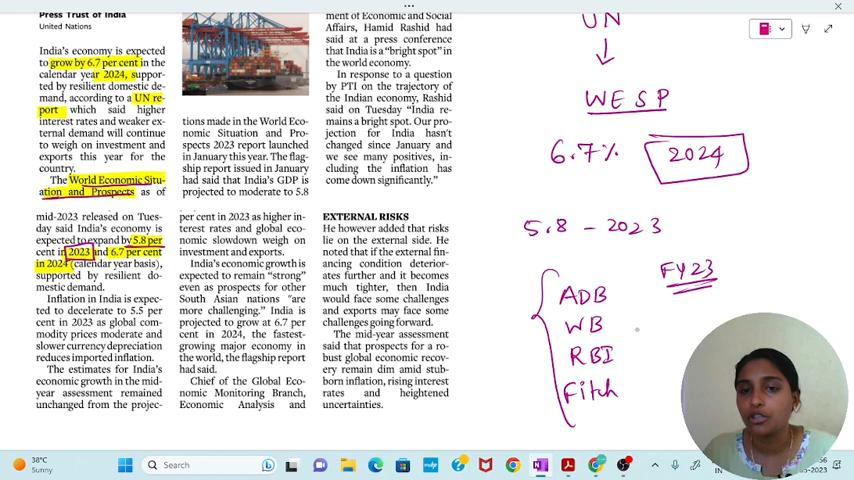 Press Trust of India
United Nations
India's economy is expected
to grow by 6.7 per cent in the
calendar year 2024, suppor-
ted by resilient domestic de-
mand, according to a UN re-
port which said higher
interest rates and weaker ex-
ternal demand will continue
to weigh on investment and
exports this year for the
country.
The World Economic Situ-
ation and Prospects as of
mid-2023 released on Tues-
day said India's economy is
expected to expand by 5.8 per
cent in 2023 and 6.7 per cent
in 2024 (calendar year basis),
supported by resilient do-
mestic demand.
Inflation in India is expec-
ted to decelerate to 5.5 per
cent in 2023 as global com-
modity prices moderate and
slower currency depreciation
reduces imported inflation.
The estimates for India's
economic growth in the mid-
year assessment remained
unchanged from the projec-
tions made in the World Eco-
nomic Situation and Pro-
spects 2023 report launched
in January this year. The flag-
ship report issued in January
had said that India's GDP is
projected to moderate to 5.8
per cent in 2023 as higher in-
terest rates and global eco-
nomic slowdown weigh on
investment and exports.
India's economic growth is
expected to remain "strong"
even as prospects for other
South Asian nations "are
more challenging." India is
projected to grow at 6.7 per
cent in 2024, the fastest-
growing major economy in
the world, the flagship report
had said.
Chief of the Global Eco-
nomic Monitoring Branch,
Economic Analysis and
ment of Economic and Social
Affairs, Hamid Rashid had
said at a press conference
that India is a "bright spot" in
the world economy.
In response to a question
by PTI on the trajectory of
the Indian economy, Rashid
said on Tuesday "India re-
mains a bright spot. Our pro-
jection for India hasn't
changed since January and
we see many positives, in-
cluding the inflation has
come down significantly."
EXTERNAL RISKS
He however added that risks
lie on the external side. He
noted that if the external fin-
ancing condition deterior-
ates further and it becomes
much tighter, then India
would face some challenges
and exports may face some
challenges going forward.
The mid-year assessment
said that prospects for a ro-
bust global economic recov-
ery remain dim amid stub-
born inflation, rising interest
rates and heightened
uncertainties.
UN
WESP
6.7% 2024
5.8 - 2023
FY23
ADB
WB
RBI
Fitch
38°C
Sunny
Search
IN